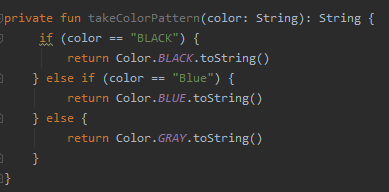 private fun takeColorPattern(color: String): String {
if (color == "BLACK") {
return Color.BLACK.toString()
} else if (color == "Blue") {
return Color.BLUE.toString()
} else {
return Color.GRAY.toString()
}
}